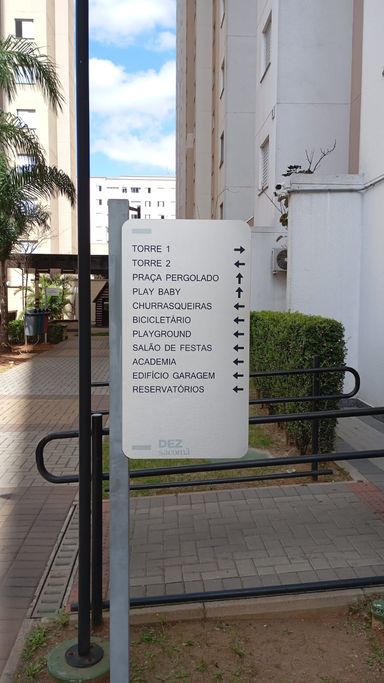 TORRE 1 →
TORRE 2 ←
PRAÇA PERGOLADO ↑
PLAY BABY ↑
CHURRASQUEIRAS ←
BICICLETÁRIO ←
PLAYGROUND ←
SALÃO DE FESTAS ←
ACADEMIA ←
EDIFÍCIO GARAGEM ←
RESERVATÓRIOS ←
DEZ
sacomã